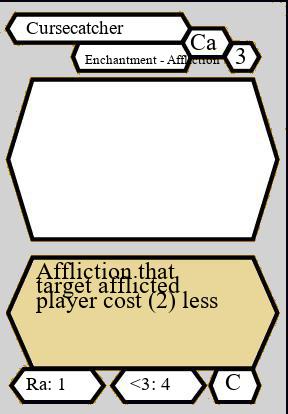 Cursecatcher
Ca
Enchantment - Affliction
3
Affliction that
target afflicted
player cost (2) less
Ra: 1
<3: 4
C